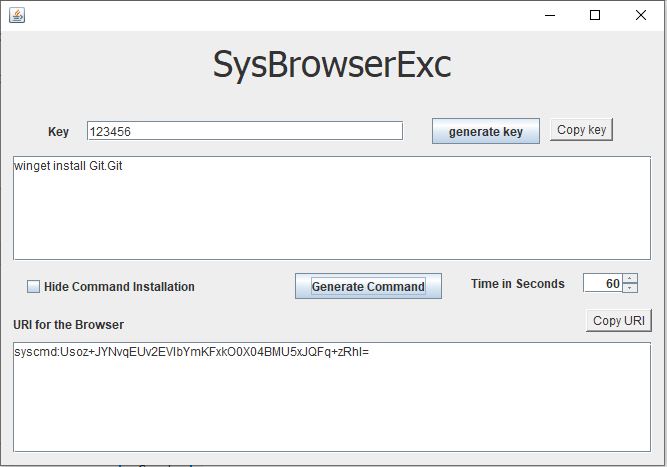 SysBrowserExc
Key 123456 generate key Copy key
winget install Git.Git
Hide Command Installation Generate Command Time in Seconds 60
URI for the Browser Copy URI
syscmd:Usoz+JYNvqEUv2EVIbYmKFxkO0X04BMU5xJQFq+zRhI=